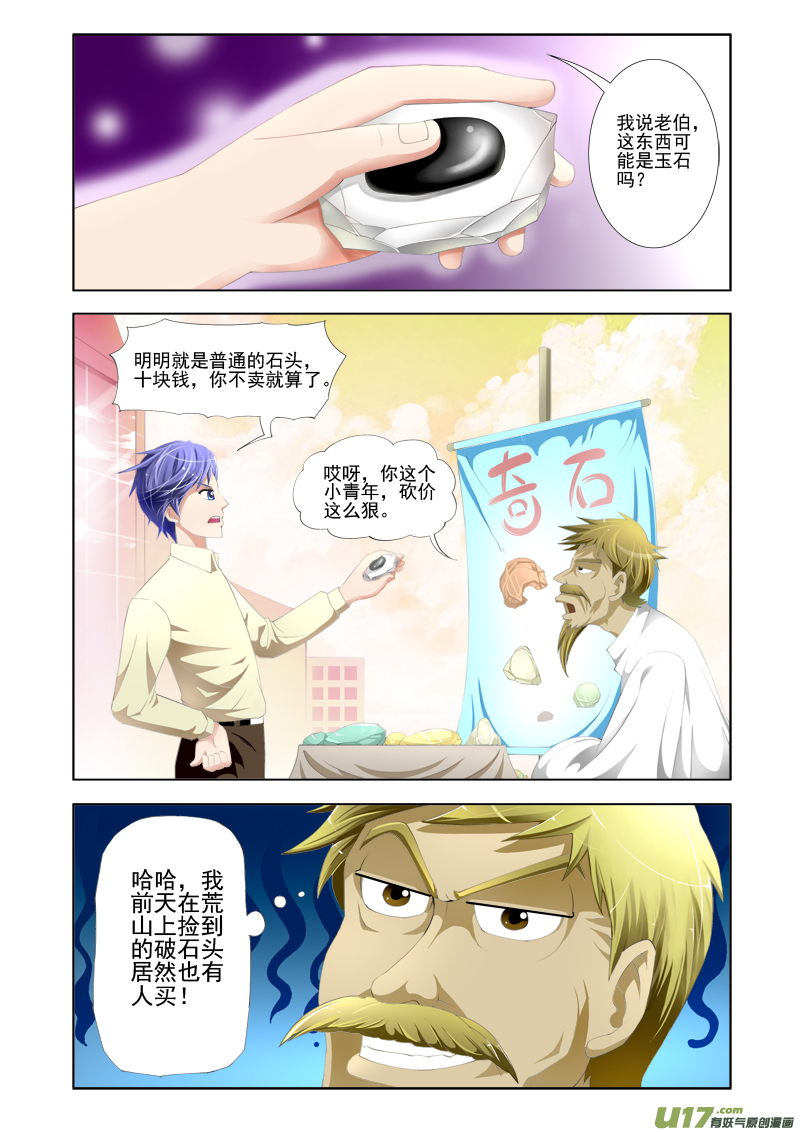 我说老伯，
这东西可
能是玉石
吗？
明明就是普通的石头，
十块钱，你不卖就算了。
哎呀，你这个
小青年，砍价
这么狠。
奇石
哈哈，我
前天在荒
山上捡到
的破石头
居然也有
人买！
U17.com
有妖气原创漫画